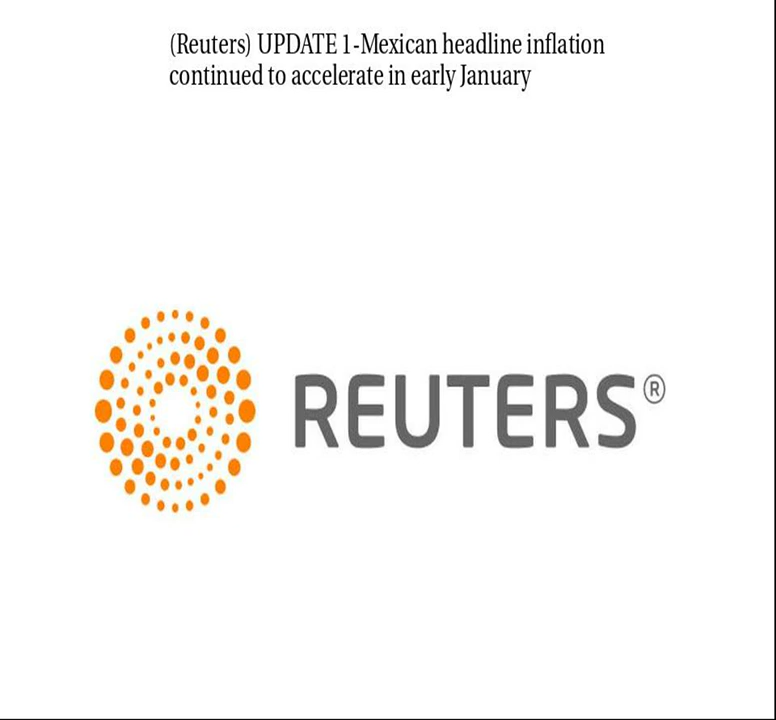 (Reuters) UPDATE 1-Mexican headline inflation
continued to accelerate in early January
REUTERS®